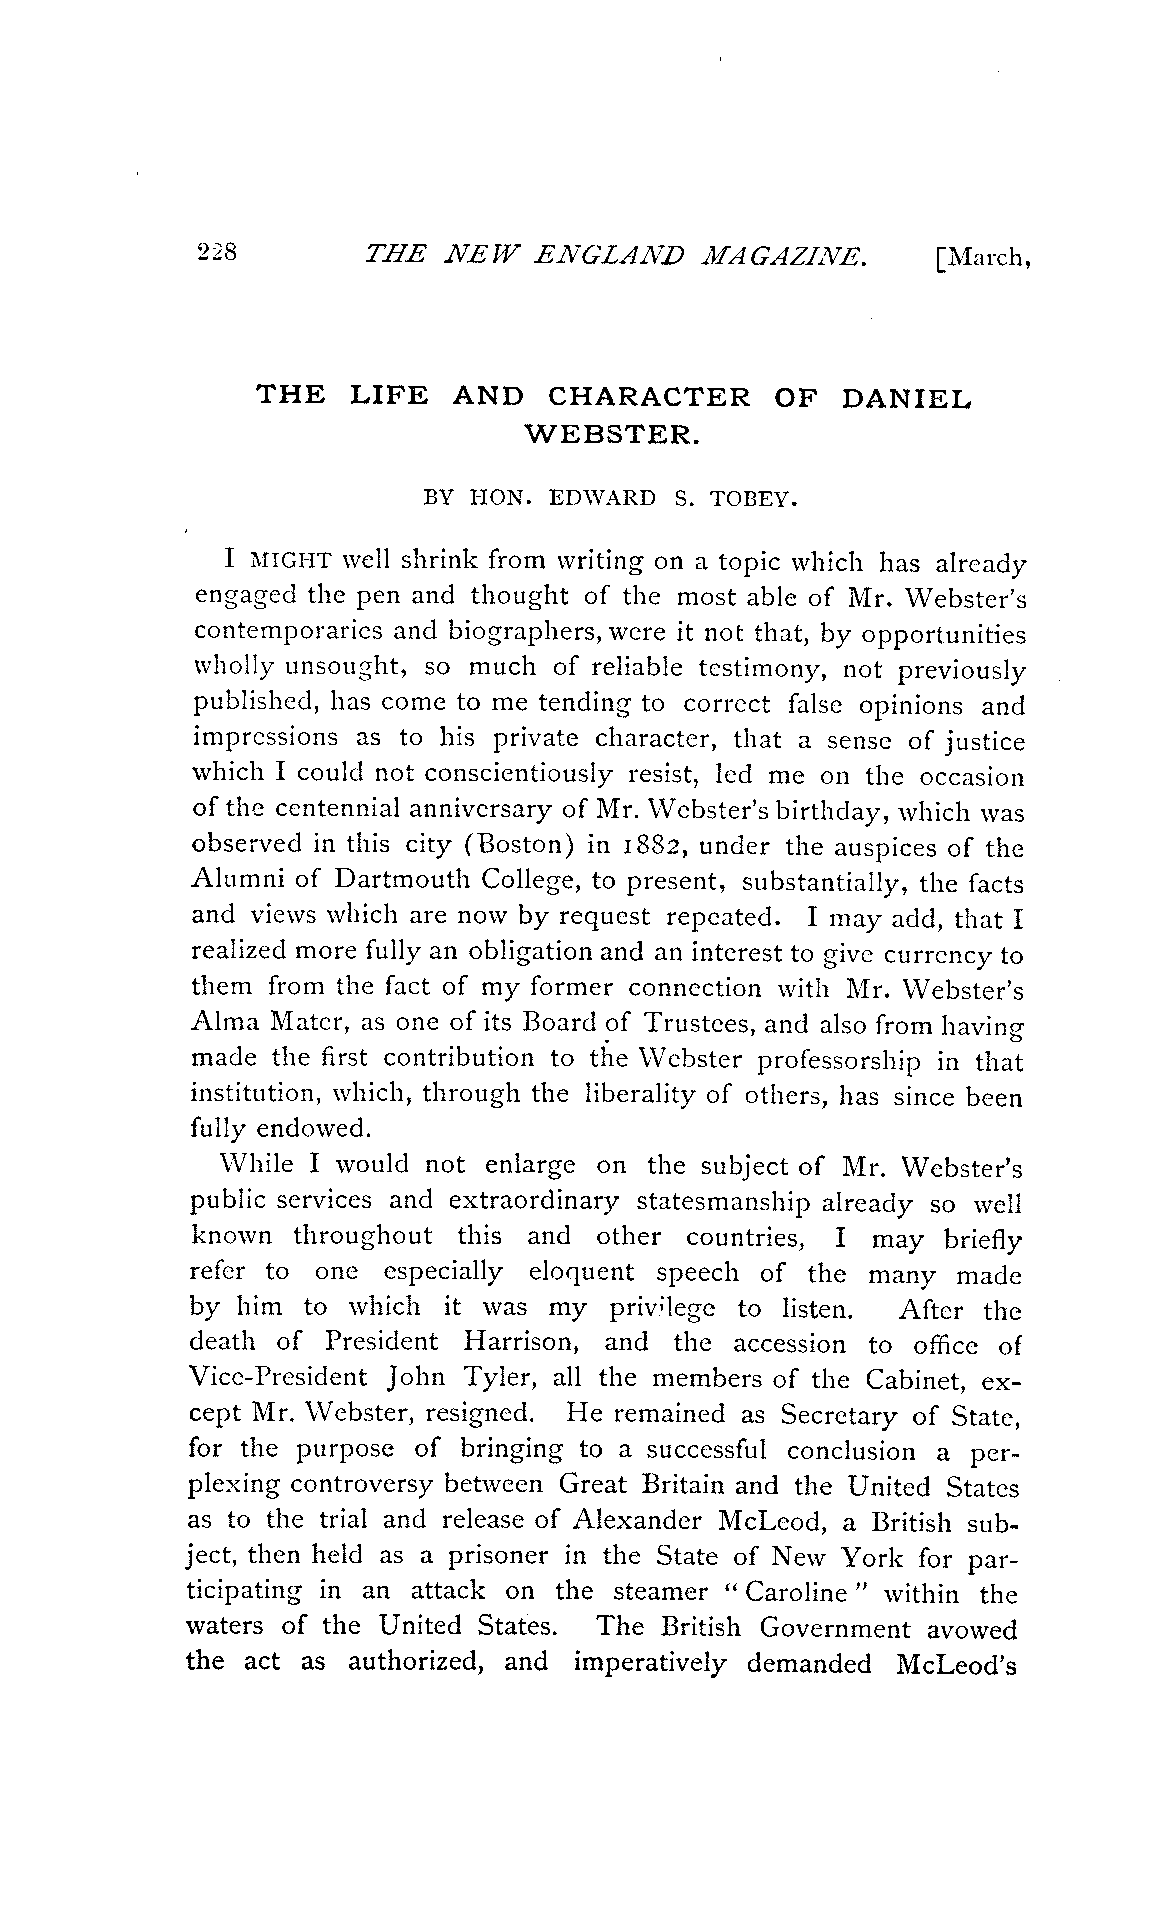 228 THE NEW ENGLAND MAGAZINE. [March,
THE LIFE AND CHARACTER OF DANIEL
WEBSTER.
BY HON. EDWARD S. TOBEY.
I MIGHT well shrink from writing on a topic which has already
engaged the pen and thought of the most able of Mr. Webster's
contemporaries and biographers, were it not that, by opportunities
wholly unsought, so much of reliable testimony, not previously
published, has come to me tending to correct false opinions and
impressions as to his private character, that a sense of justice
which I could not conscientiously resist, led me on the occasion
of the centennial anniversary of Mr. Webster's birthday, which was
observed in this city (Boston) in 1882, under the auspices of the
Alumni of Dartmouth College, to present, substantially, the facts
and views which are now by request repeated. I may add, that I
realized more fully an obligation and an interest to give currency to
them from the fact of my former connection with Mr. Webster's
Alma Mater, as one of its Board of Trustees, and also from having
made the first contribution to the Webster professorship in that
institution, which, through the liberality of others, has since been
fully endowed.
While I would not enlarge on the subject of Mr. Webster's
public services and extraordinary statesmanship already so well
known throughout this and other countries, I may briefly
refer to one especially eloquent speech of the many made
by him to which it was my privilege to listen. After the
death of President Harrison, and the accession to office of
Vice-President John Tyler, all the members of the Cabinet, ex-
cept Mr. Webster, resigned. He remained as Secretary of State,
for the purpose of bringing to a successful conclusion a per-
plexing controversy between Great Britain and the United States
as to the trial and release of Alexander McLeod, a British sub-
ject, then held as a prisoner in the State of New York for par-
ticipating in an attack on the steamer "Caroline" within the
waters of the United States. The British Government avowed
the act as authorized, and imperatively demanded McLeod's